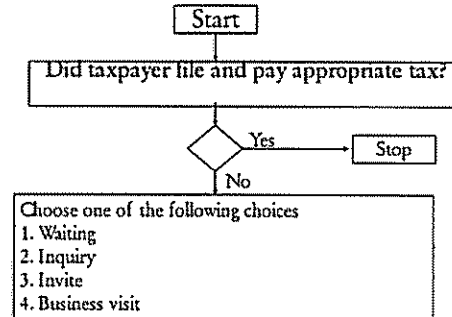 Start
Did taxpayer file and pay appropriate tax?
Yes
Stop
No
Choose one of the following choices
1. Waiting
2. Inquiry
3. Invite
4. Business visit